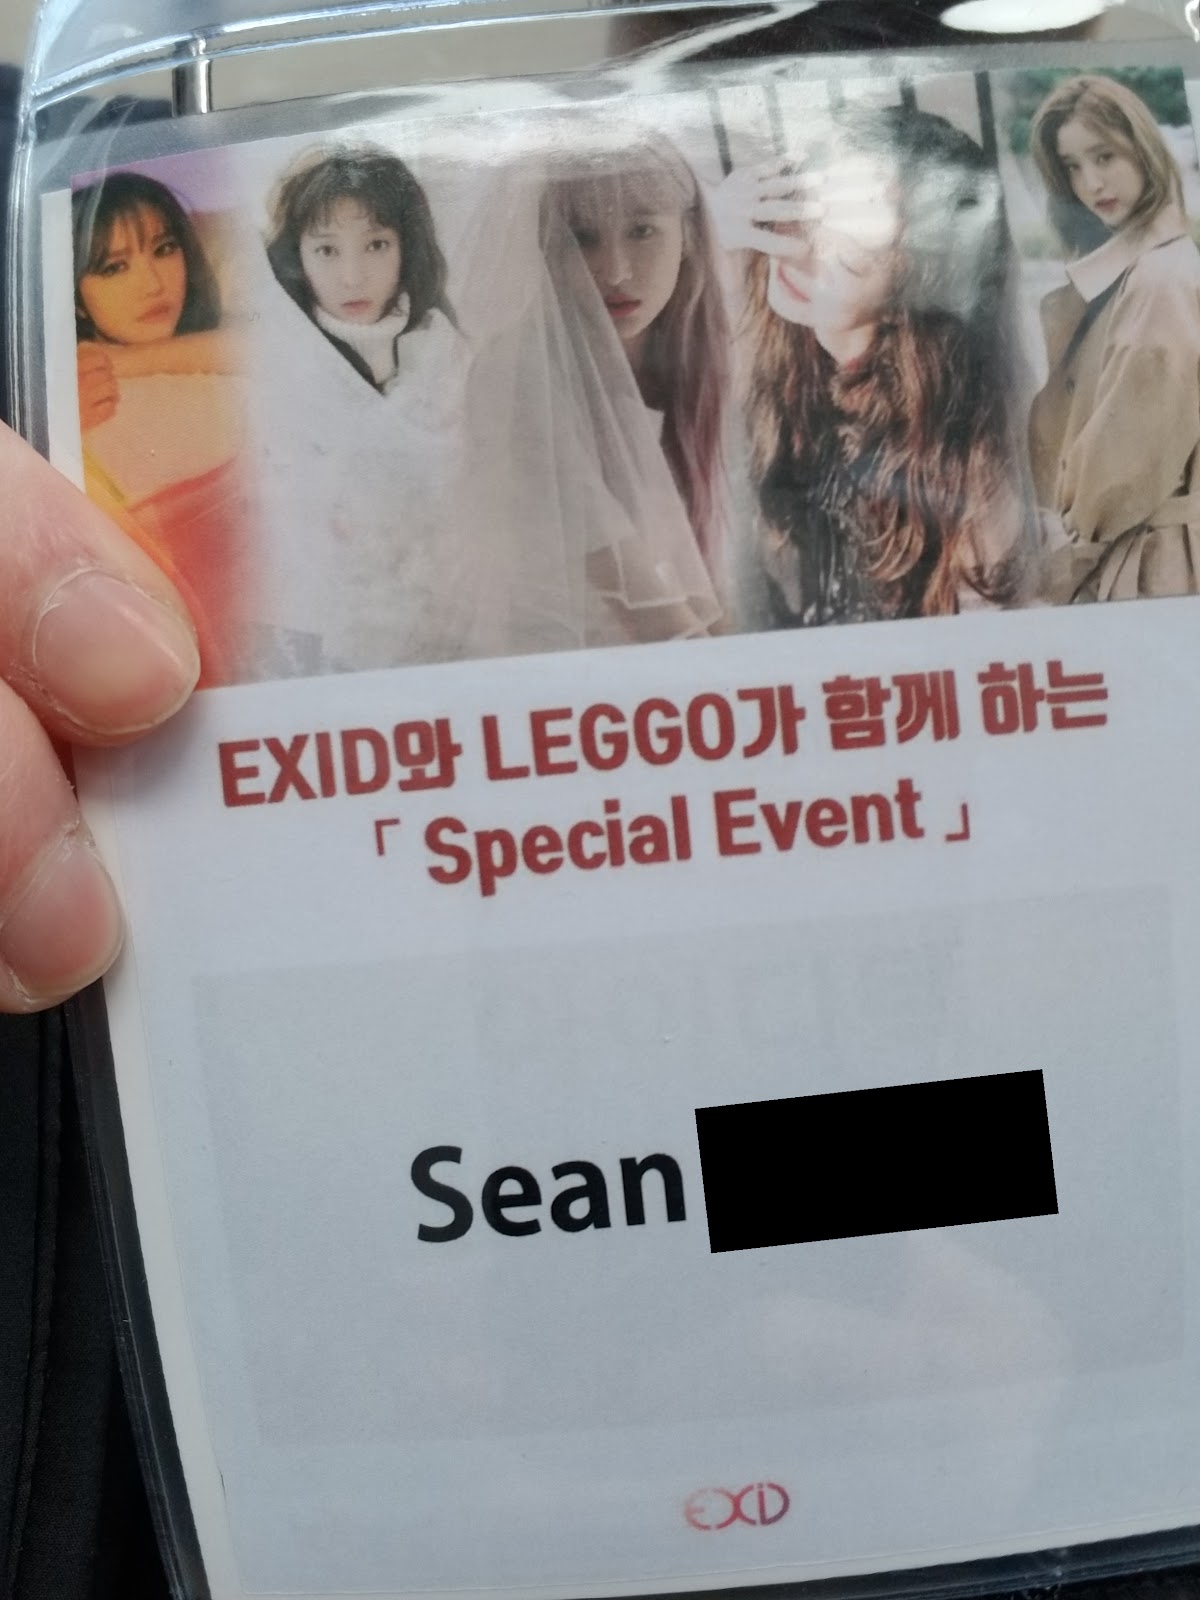 EXID와 LEGGO가 함께 하는
「 Special Event 」
Sean
EXID